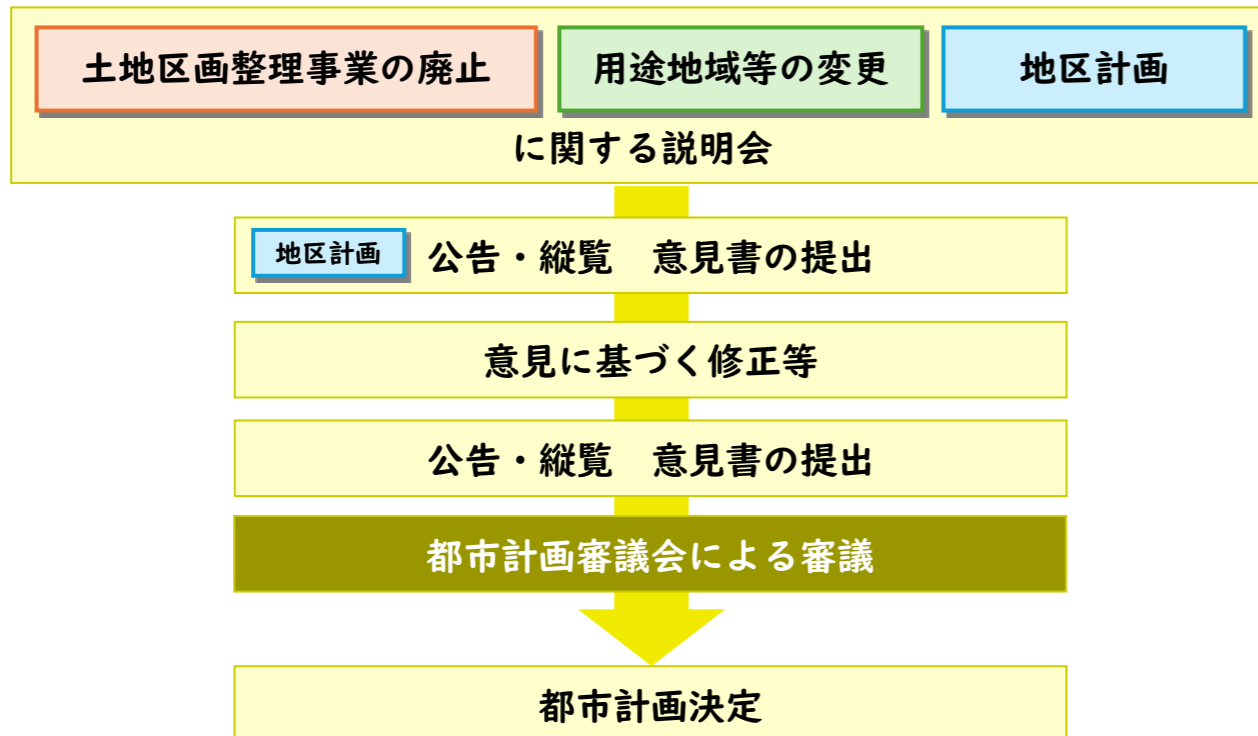 土地区画整理事業の廃止
用途地域等の変更
地区計画
に関する説明会
地区計画 公告・縦覧　意見書の提出
意見に基づく修正等
公告・縦覧　意見書の提出
都市計画審議会による審議
都市計画決定